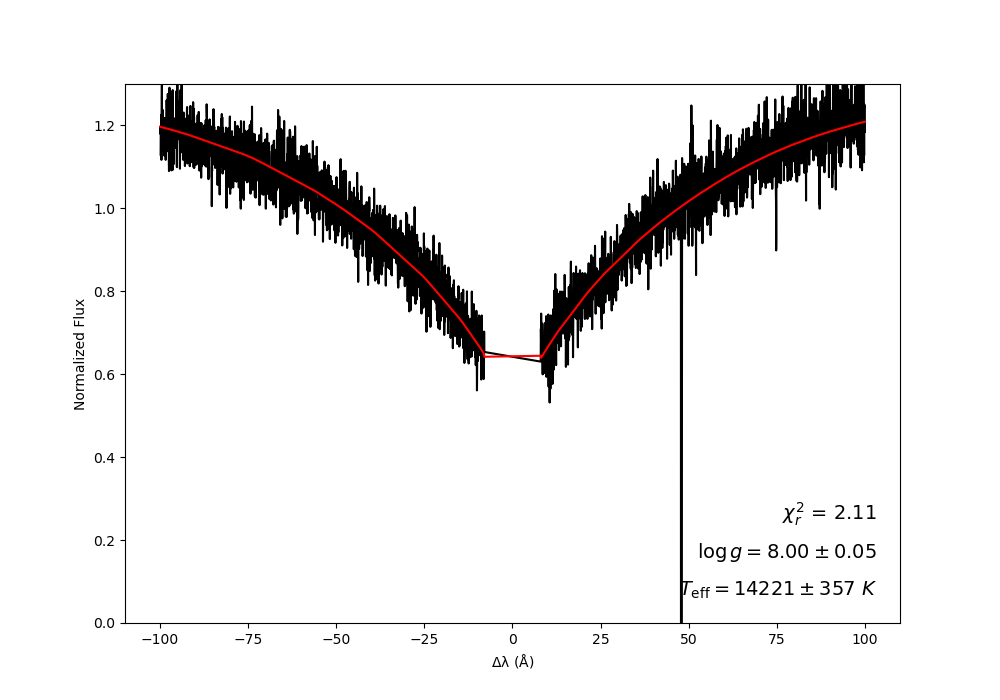 1.2
1.0
0.8
0.6
0.4
0.2
0.0
Normalized Flux
χ²ᵣ = 2.11
log g = 8.00 ± 0.05
T_eff = 14221 ± 357 K
−100 −75 −50 −25 0 25 50 75 100
Δλ (Å)